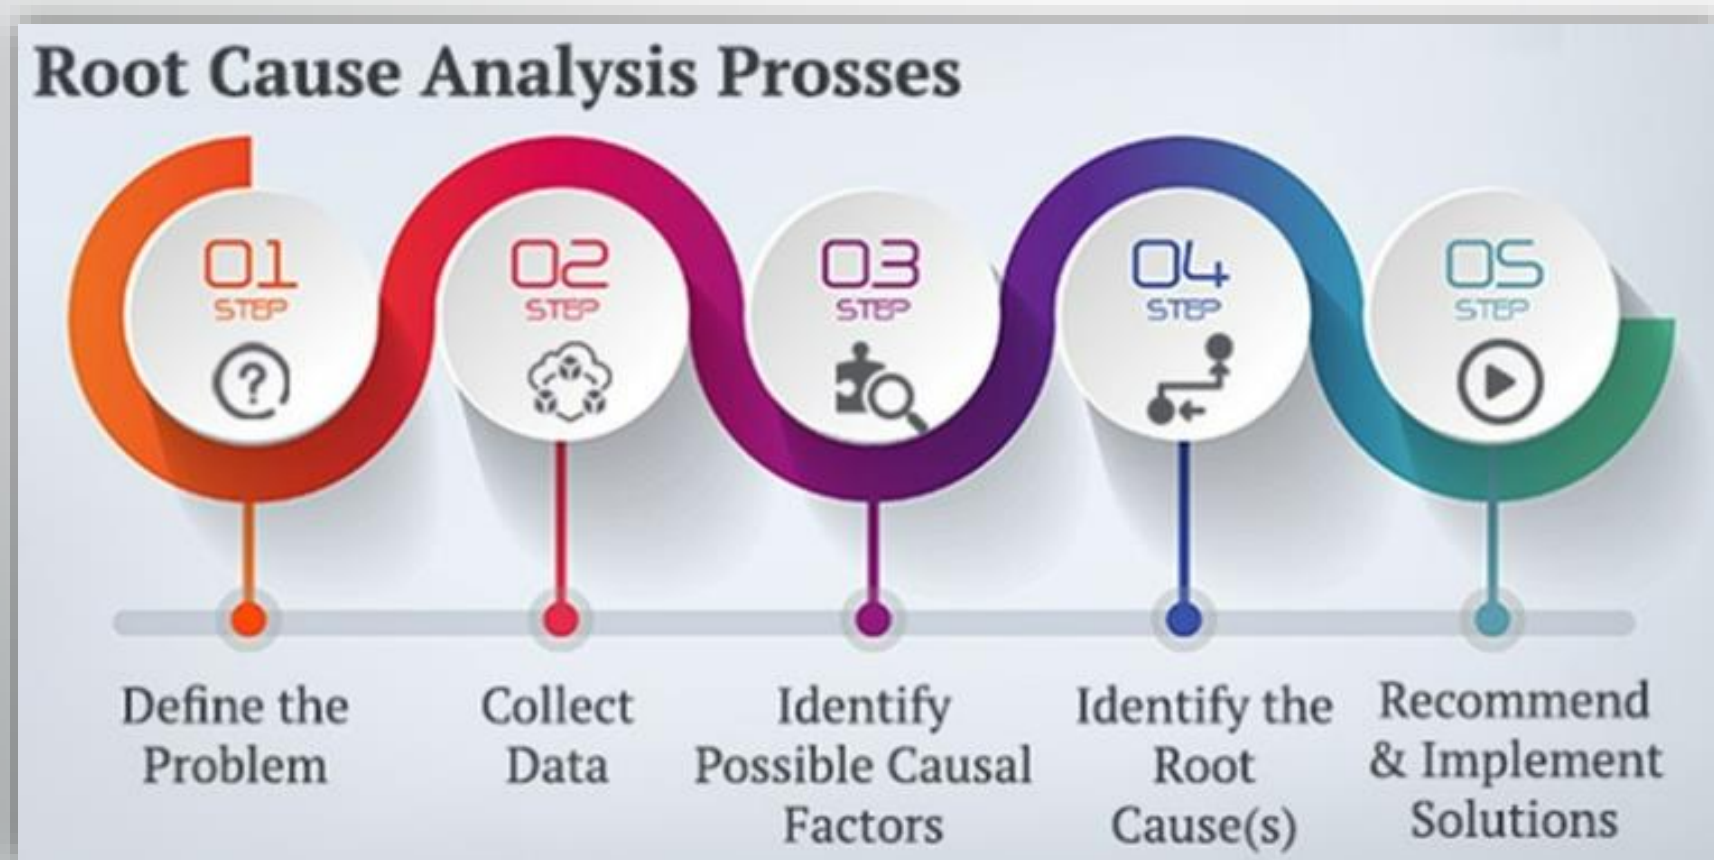 Root Cause Analysis Prosses
01
STEP
02
STEP
03
STEP
04
STEP
05
STEP
?
Define the
Problem
Collect
Data
Identify
Possible Causal
Factors
Identify the
Root
Cause(s)
Recommend
& Implement
Solutions